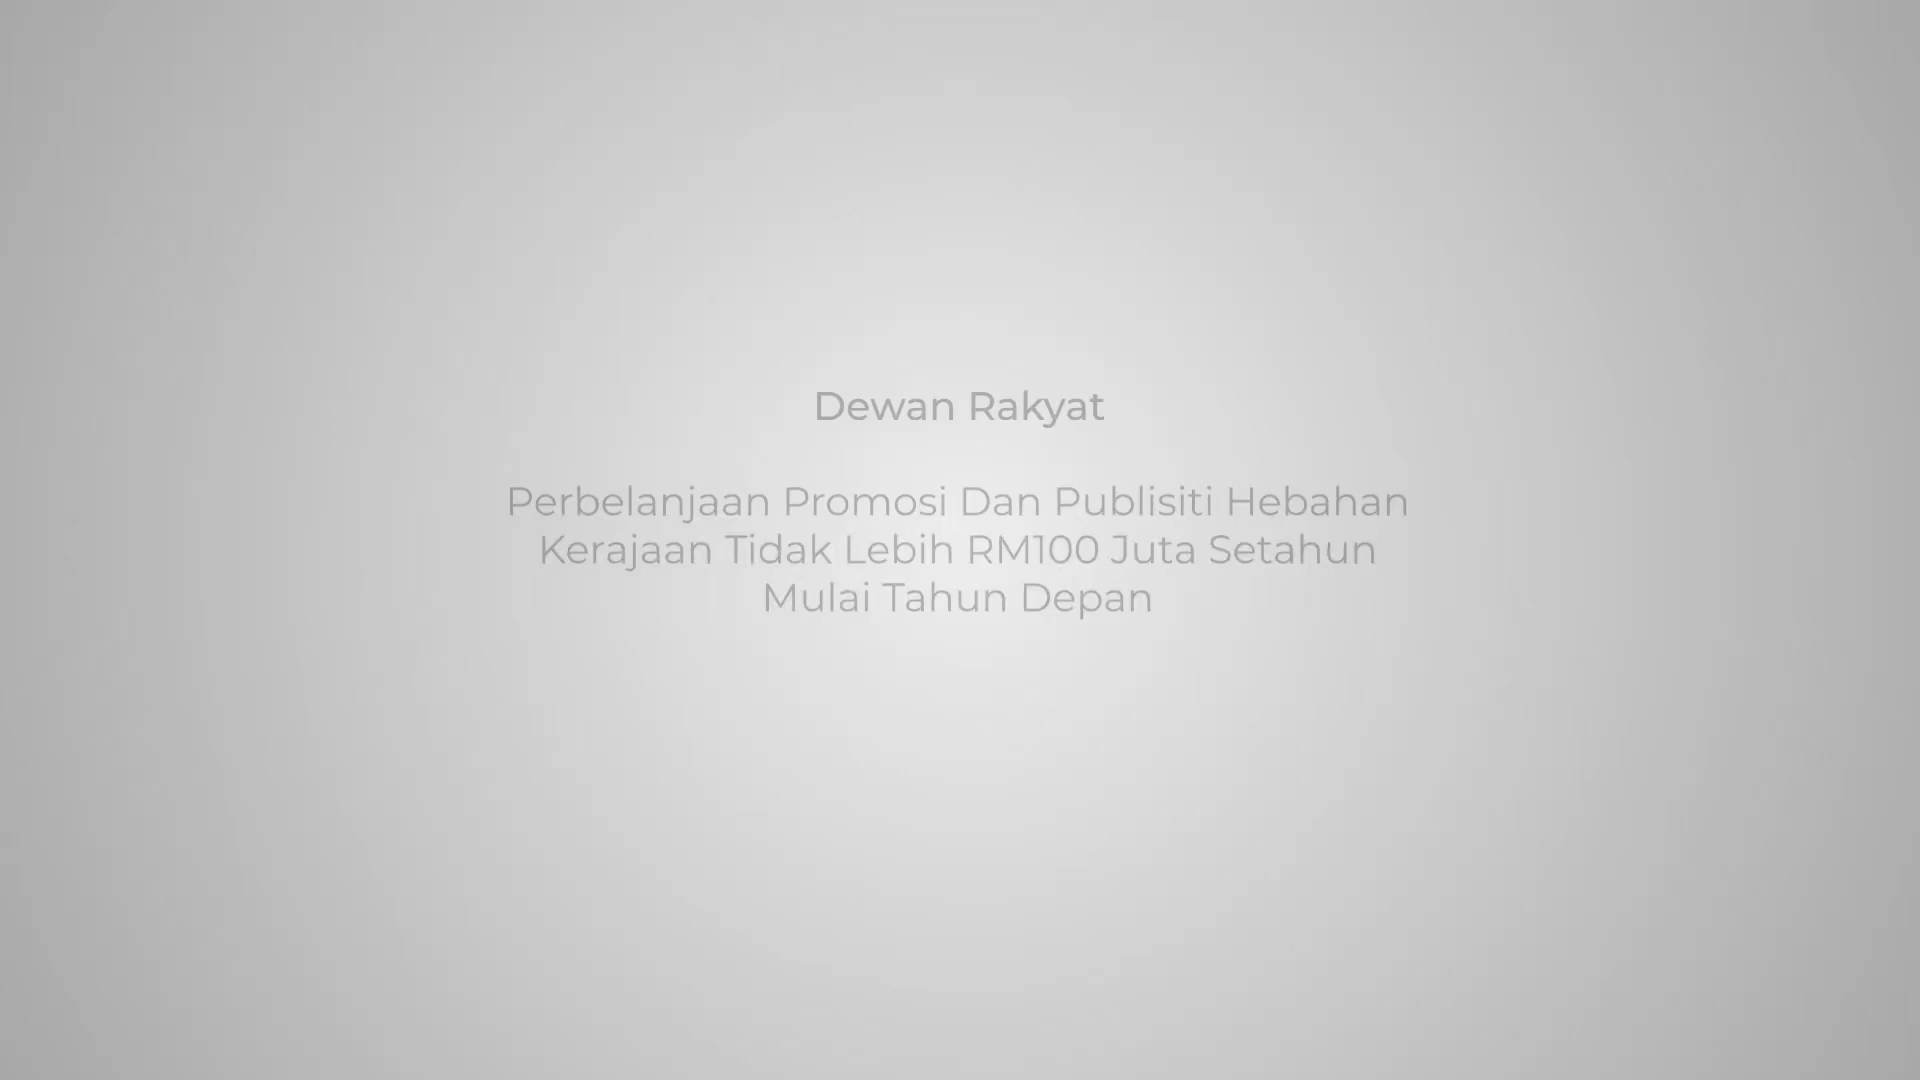 Dewan Rakyat
Perbelanjaan Promosi Dan Publisiti Hebahan
Kerajaan Tidak Lebih RM100 Juta Setahun
Mulai Tahun Depan